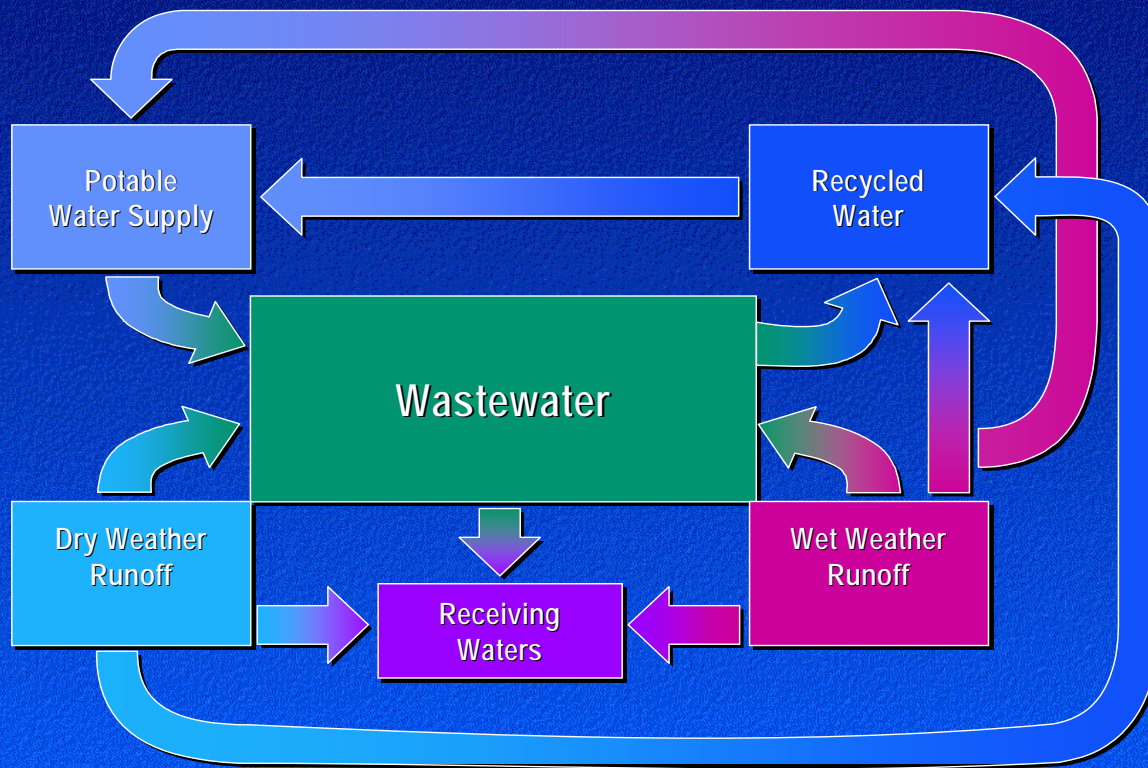 Potable
Water Supply
Recycled
Water
Wastewater
Dry Weather
Runoff
Wet Weather
Runoff
Receiving
Waters